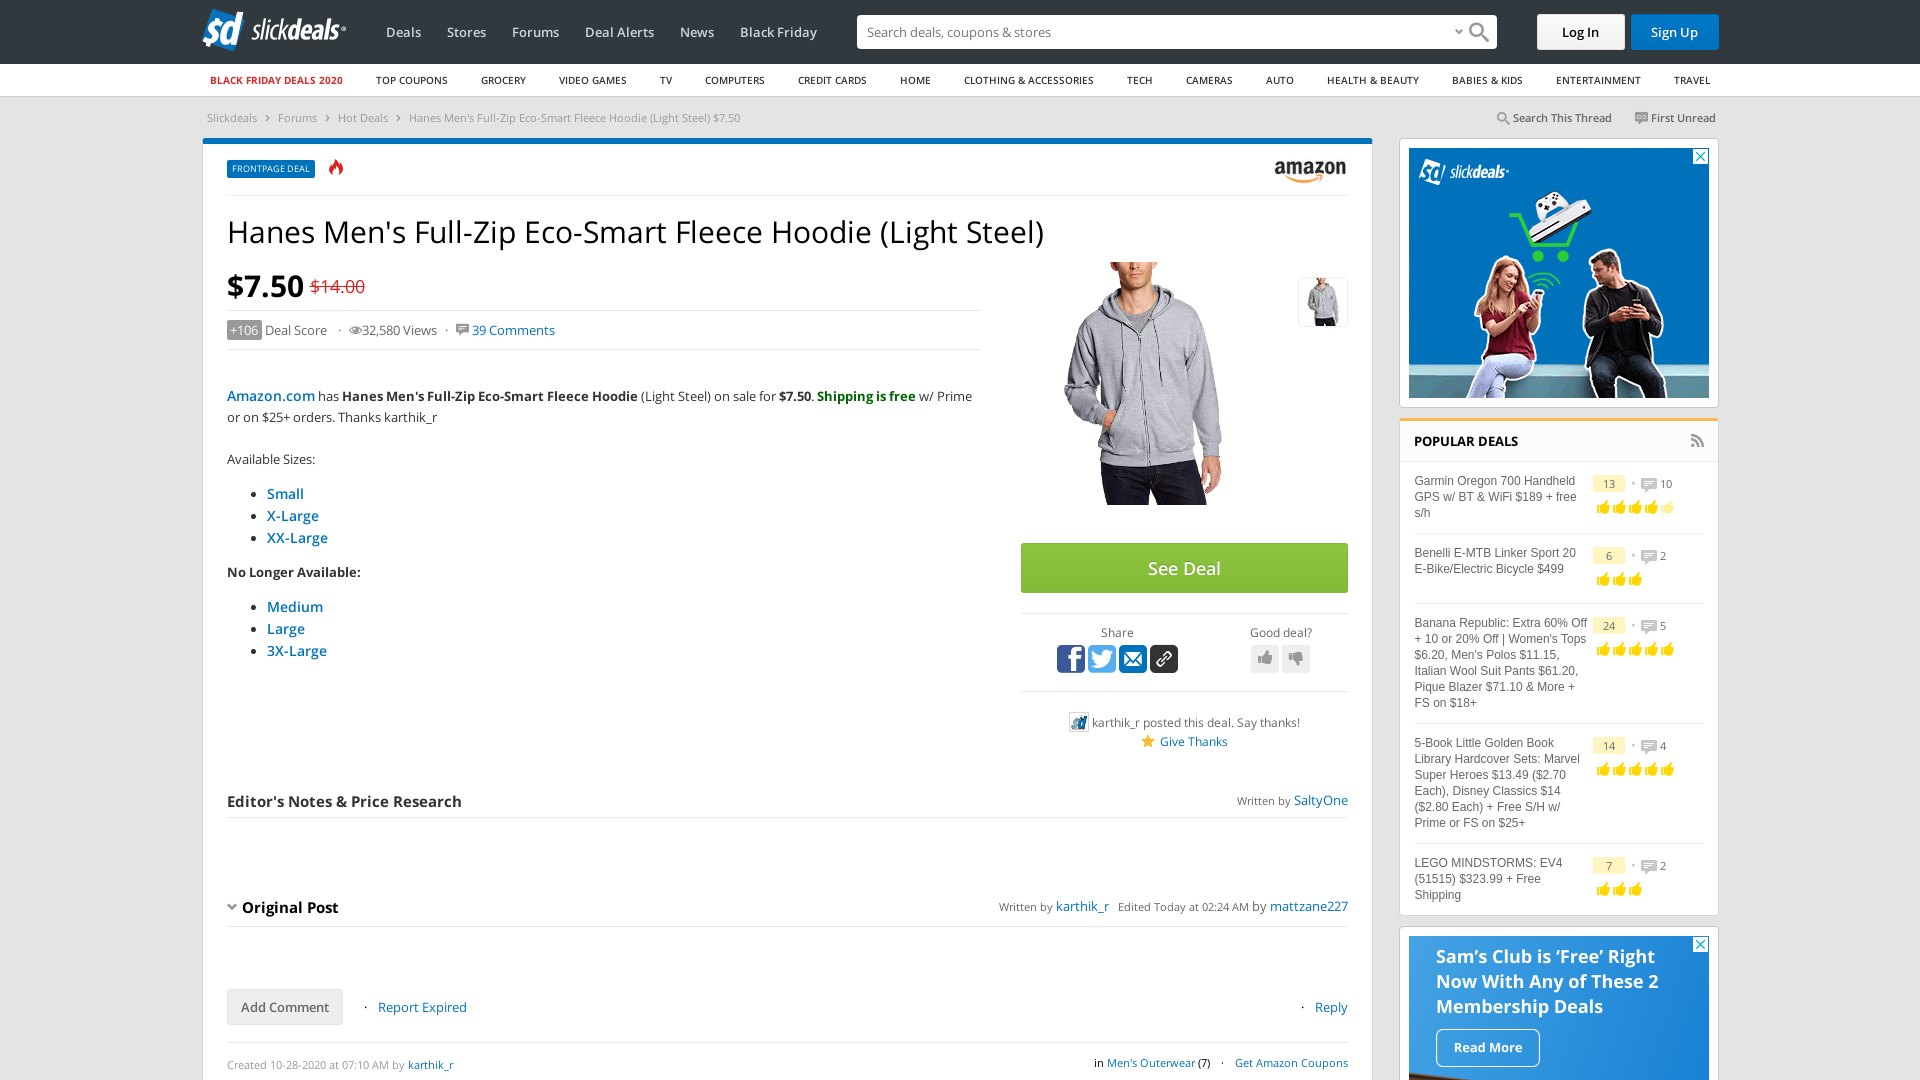 sd slickdeals
Deals Stores Forums Deal Alerts News Black Friday
Search deals, coupons & stores
Log In
Sign Up
BLACK FRIDAY DEALS 2020 TOP COUPONS GROCERY VIDEO GAMES TV COMPUTERS CREDIT CARDS HOME CLOTHING & ACCESSORIES TECH CAMERAS AUTO HEALTH & BEAUTY BABIES & KIDS ENTERTAINMENT TRAVEL
Slickdeals > Forums > Hot Deals > Hanes Men's Full-Zip Eco-Smart Fleece Hoodie (Light Steel) $7.50
Search This Thread First Unread
FRONTPAGE DEAL
amazon
Hanes Men's Full-Zip Eco-Smart Fleece Hoodie (Light Steel)
$7.50 $14.00
+106 Deal Score · 32,580 Views · 39 Comments
Amazon.com has Hanes Men's Full-Zip Eco-Smart Fleece Hoodie (Light Steel) on sale for $7.50. Shipping is free w/ Prime
or on $25+ orders. Thanks karthik_r
Available Sizes:
• Small
• X-Large
• XX-Large
No Longer Available:
• Medium
• Large
• 3X-Large
See Deal
Share
Good deal?
karthik_r posted this deal. Say thanks!
Give Thanks
Editor's Notes & Price Research
Written by SaltyOne
Original Post
Written by karthik_r Edited Today at 02:24 AM by mattzane227
Add Comment · Report Expired
· Reply
Created 10-28-2020 at 07:10 AM by karthik_r
in Men's Outerwear (7) · Get Amazon Coupons
sd slickdeals
POPULAR DEALS
Garmin Oregon 700 Handheld
GPS w/ BT & WiFi $189 + free
s/h
13 • 10
Benelli E-MTB Linker Sport 20
E-Bike/Electric Bicycle $499
6 • 2
Banana Republic: Extra 60% Off
+ 10 or 20% Off | Women's Tops
$6.20, Men's Polos $11.15,
Italian Wool Suit Pants $61.20,
Pique Blazer $71.10 & More +
FS on $18+
24 • 5
5-Book Little Golden Book
Library Hardcover Sets: Marvel
Super Heroes $13.49 ($2.70
Each), Disney Classics $14
($2.80 Each) + Free S/H w/
Prime or FS on $25+
14 • 4
LEGO MINDSTORMS: EV4
(51515) $323.99 + Free
Shipping
7 • 2
Sam's Club is 'Free' Right
Now With Any of These 2
Membership Deals
Read More